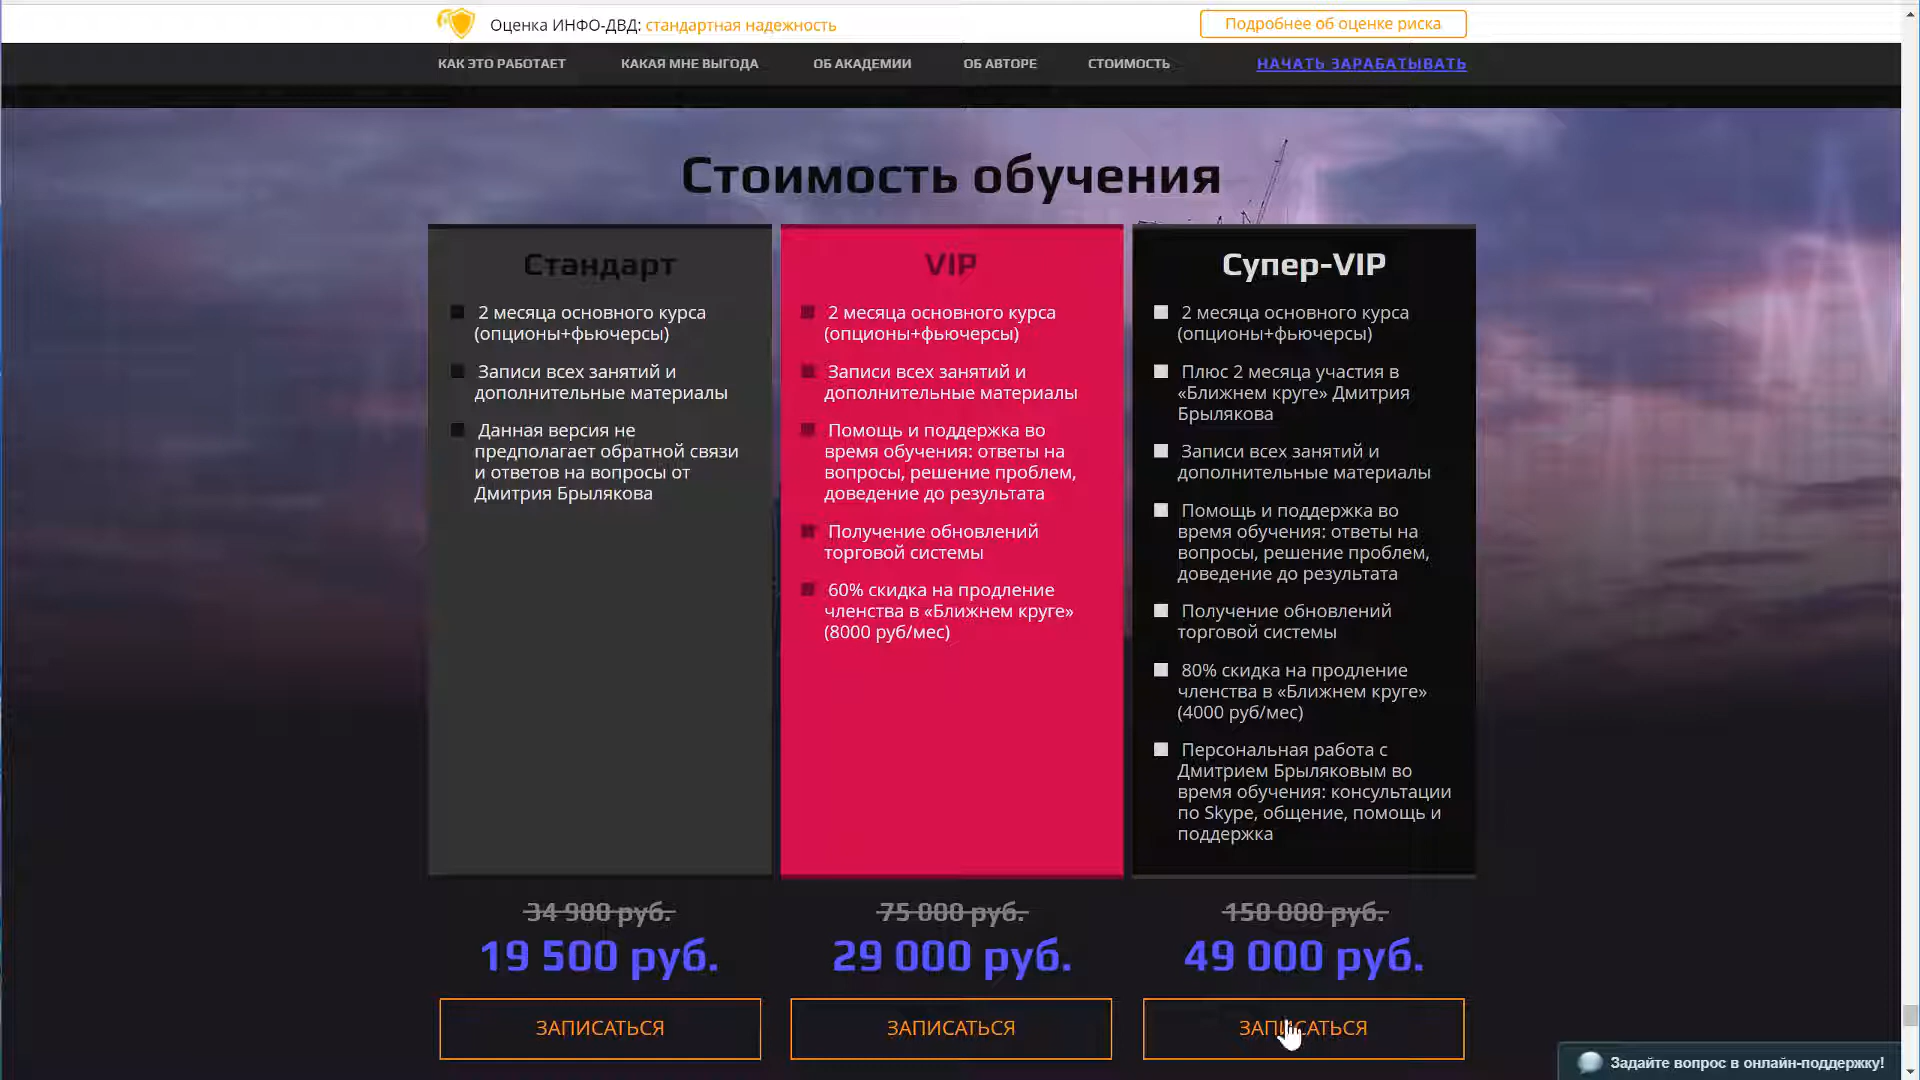 Оценка ИНФО-ДВД: стандартная надежность
Подробнее об оценке риска
КАК ЭТО РАБОТАЕТ
КАКАЯ МНЕ ВЫГОДА
ОБ АКАДЕМИИ
ОБ АВТОРЕ
СТОИМОСТЬ
НАЧАТЬ ЗАРАБАТЫВАТЬ
Стоимость обучения
Стандарт
2 месяца основного курса
(опционы+фьючерсы)
Записи всех занятий и
дополнительные материалы
Данная версия не
предполагает обратной связи
и ответов на вопросы от
Дмитрия Брылякова
34 900 руб.
19 500 руб.
ЗАПИСАТЬСЯ
VIP
2 месяца основного курса
(опционы+фьючерсы)
Записи всех занятий и
дополнительные материалы
Помощь и поддержка во
время обучения: ответы на
вопросы, решение проблем,
доведение до результата
Получение обновлений
торговой системы
60% скидка на продление
членства в «Ближнем круге»
(8000 руб/мес)
75 000 руб.
29 000 руб.
ЗАПИСАТЬСЯ
Супер-VIP
2 месяца основного курса
(опционы+фьючерсы)
Плюс 2 месяца участия в
«Ближнем круге» Дмитрия
Брылякова
Записи всех занятий и
дополнительные материалы
Помощь и поддержка во
время обучения: ответы на
вопросы, решение проблем,
доведение до результата
Получение обновлений
торговой системы
80% скидка на продление
членства в «Ближнем круге»
(4000 руб/мес)
Персональная работа с
Дмитрием Брыляковым во
время обучения: консультации
по Skype, общение, помощь и
поддержка
150 000 руб.
49 000 руб.
ЗАПИСАТЬСЯ
Задайте вопрос в онлайн-поддержку!